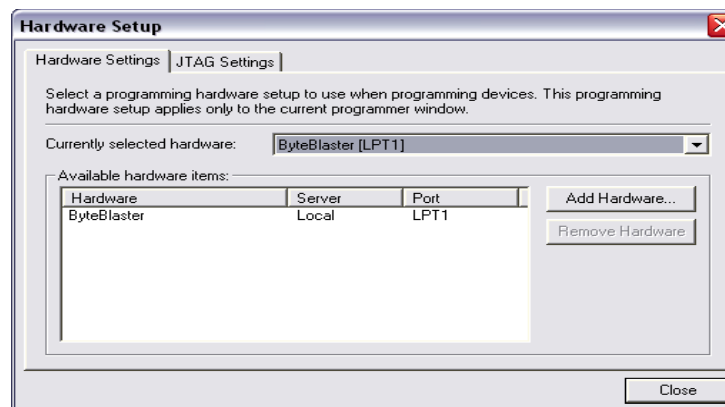 Hardware Setup
Hardware Settings JTAG Settings
Select a programming hardware setup to use when programming devices. This programming
hardware setup applies only to the current programmer window.
Currently selected hardware: ByteBlaster [LPT1]
Available hardware items:
Hardware Server Port
ByteBlaster Local LPT1
Add Hardware...
Remove Hardware
Close